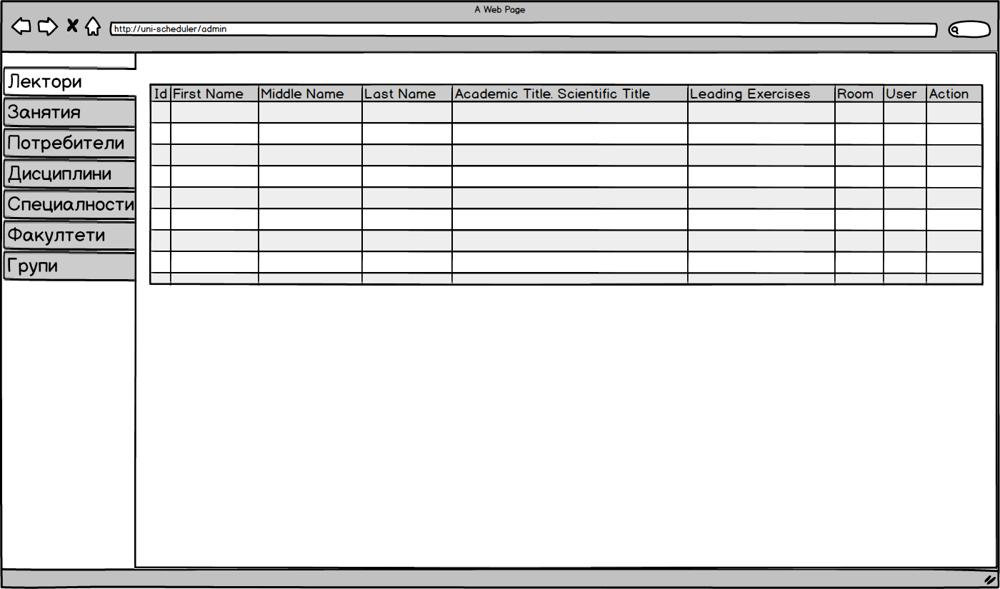 A Web Page
http://uni-scheduler/admin
Лектори
Занятия
Потребители
Дисциплини
Специалности
Факултети
Групи
Id First Name Middle Name Last Name Academic Title. Scientific Title Leading Exercises Room User Action